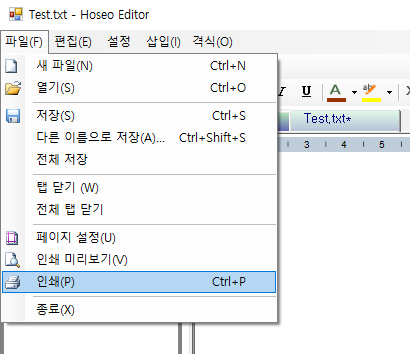 Test.txt - Hoseo Editor
파일(F) 편집(E) 설정 삽입(I) 격식(O)
새 파일(N) Ctrl+N
열기(S) Ctrl+O
저장(S) Ctrl+S
다른 이름으로 저장(A)... Ctrl+Shift+S
전체 저장
탭 닫기 (W)
전체 탭 닫기
페이지 설정(U)
인쇄 미리보기(V)
인쇄(P) Ctrl+P
종료(X)
I U A ab
Test.txt*
3 4 5